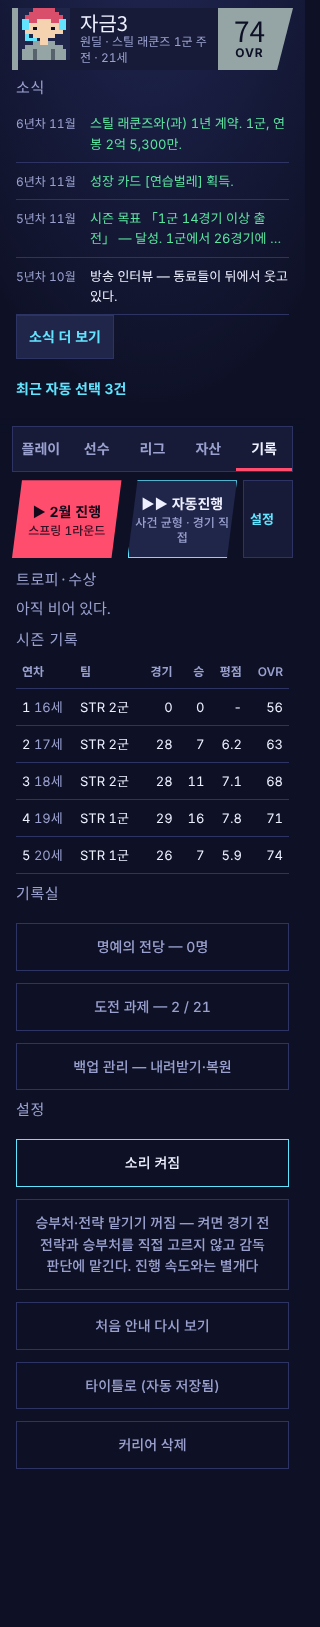 자금3
원딜 · 스틸 래쿤즈 1군 주
전 · 21세
74
OVR
소식
6년차 11월 스틸 래쿤즈와(과) 1년 계약. 1군, 연
봉 2억 5,300만.
6년차 11월 성장 카드 [연습벌레] 획득.
5년차 11월 시즌 목표 「1군 14경기 이상 출
전」 — 달성. 1군에서 26경기에 ...
5년차 10월 방송 인터뷰 — 동료들이 뒤에서 웃고
있다.
소식 더 보기
최근 자동 선택 3건
플레이 선수 리그 자산 기록
▶ 2월 진행
스프링 1라운드
▶▶ 자동진행
사건 균형 · 경기 직
접
설정
트로피 · 수상
아직 비어 있다.
시즌 기록
연차 팀 경기 승 평점 OVR
1 16세 STR 2군 0 0 - 56
2 17세 STR 2군 28 7 6.2 63
3 18세 STR 2군 28 11 7.1 68
4 19세 STR 1군 29 16 7.8 71
5 20세 STR 1군 26 7 5.9 74
기록실
명예의 전당 — 0명
도전 과제 — 2 / 21
백업 관리 — 내려받기·복원
설정
소리 켜짐
승부처·전략 맡기기 꺼짐 — 켜면 경기 전
전략과 승부처를 직접 고르지 않고 감독
판단에 맡긴다. 진행 속도와는 별개다
처음 안내 다시 보기
타이틀로 (자동 저장됨)
커리어 삭제